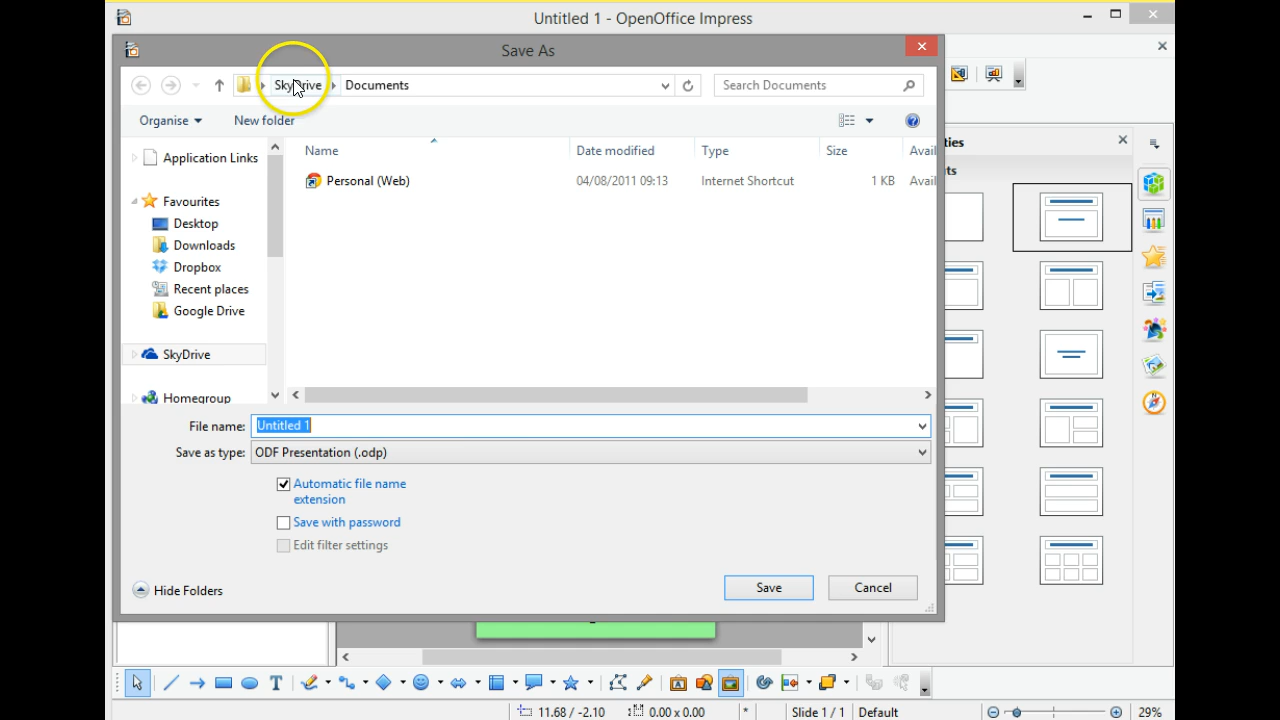 Untitled 1 - OpenOffice Impress
Save As
SkyDrive Documents
Search Documents
Organise New folder
Name Date modified Type Size Avail
Personal (Web) 04/08/2011 09:13 Internet Shortcut 1 KB Avail
Application Links
Favourites
Desktop
Downloads
Dropbox
Recent places
Google Drive
SkyDrive
Homegroup
File name: Untitled 1
Save as type: ODF Presentation (.odp)
Automatic file name
extension
Save with password
Edit filter settings
Hide Folders
Save Cancel
ties
ts
11.68 / -2.10 0.00 x 0.00 * Slide 1 / 1 Default 29%